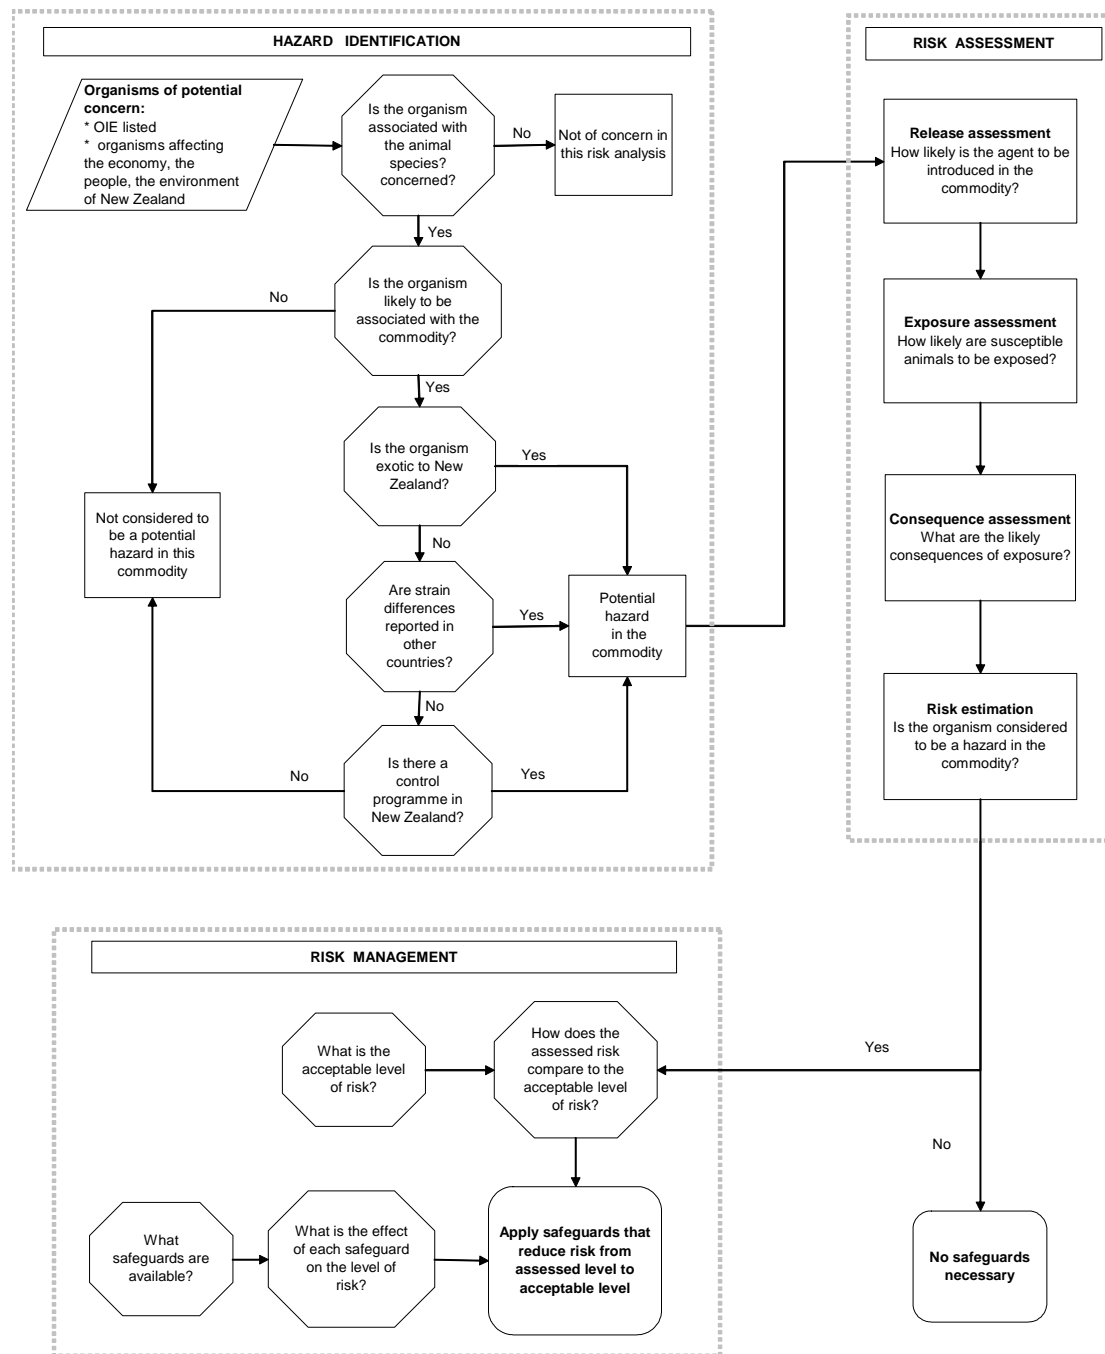 HAZARD IDENTIFICATION
Organisms of potential
concern:
* OIE listed
* organisms affecting
the economy, the
people, the environment
of New Zealand
Is the organism
associated with
the animal
species?
concerned?
No
Not of concern in
this risk analysis
Yes
Is the organism
likely to be
associated with the
commodity?
No
Yes
Is the organism
exotic to New
Zealand?
Yes
Not considered to
be a potential
hazard in this
commodity
No
Are strain
differences
reported in
other
countries?
Yes
Potential
hazard
in the
commodity
No
Is there a
control
programme in
New Zealand?
No
Yes
RISK ASSESSMENT
Release assessment
How likely is the agent to be
introduced in the
commodity?
Exposure assessment
How likely are susceptible
animals to be exposed?
Consequence assessment
What are the likely
consequences of exposure?
Risk estimation
Is the organism considered
to be a hazard in the
commodity?
Yes
No
No safeguards
necessary
RISK MANAGEMENT
What is the
acceptable level
of risk?
How does the
assessed risk
compare to the
acceptable level
of risk?
What
safeguards are
available?
What is the effect
of each safeguard
on the level of
risk?
Apply safeguards that
reduce risk from
assessed level to
acceptable level